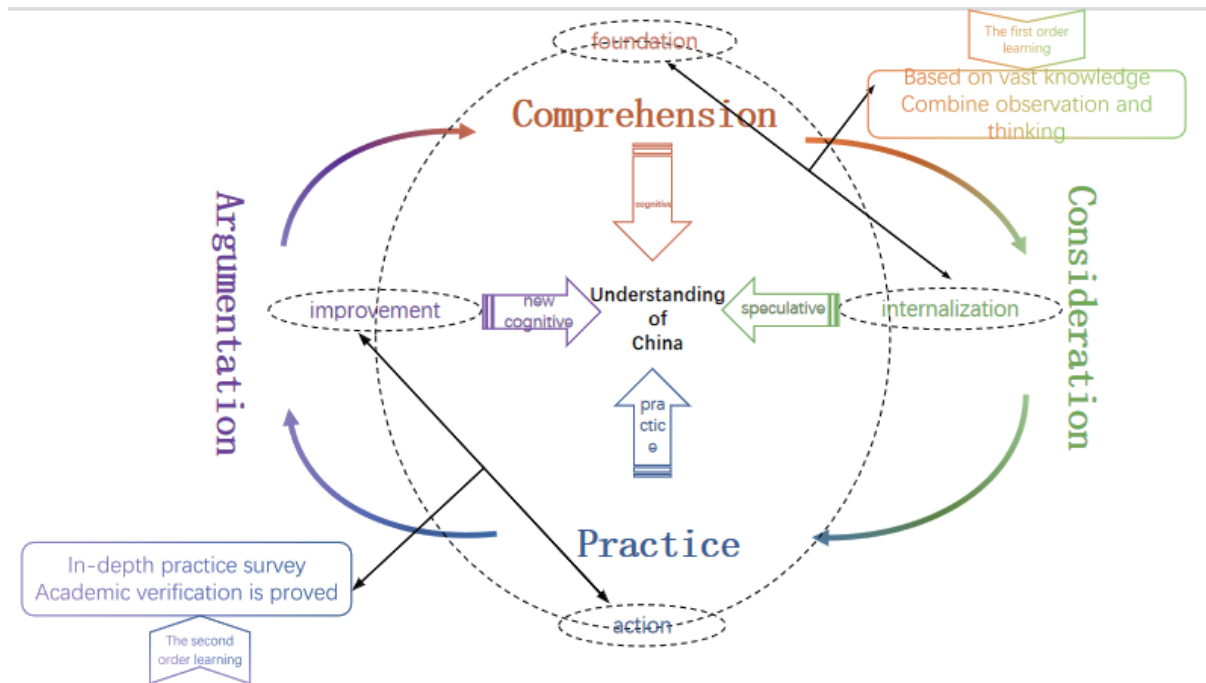 foundation
The first order
learning
Based on vast knowledge
Combine observation and
thinking
Comprehension
cognitive
Argumentation
Consideration
improvement
new
cognitive
Understanding
of
China
speculative
internalization
pra
ctic
e
Practice
In-depth practice survey
Academic verification is proved
action
The second
order learning